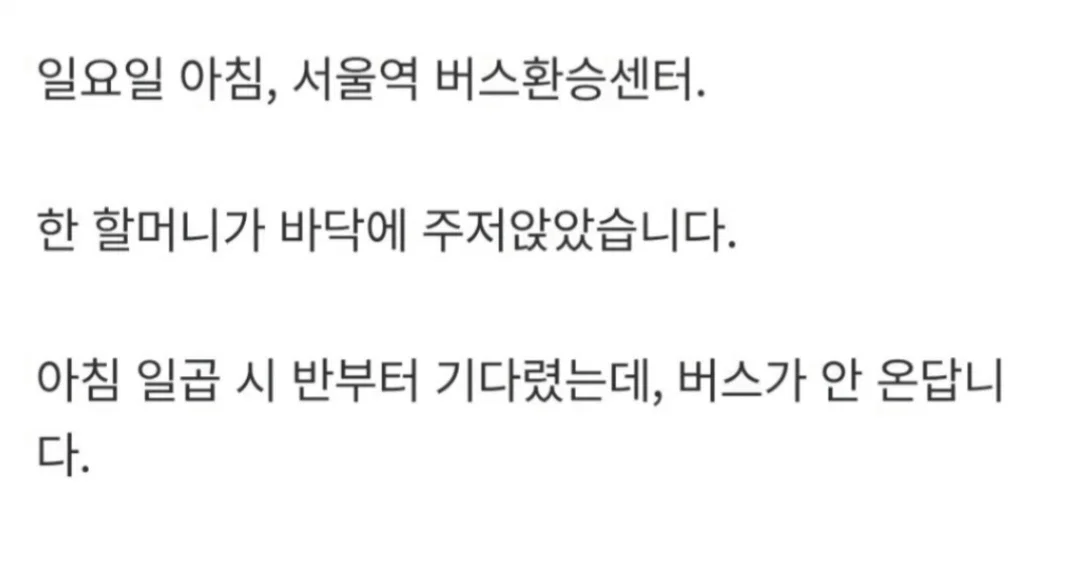 일요일 아침, 서울역 버스환승센터.
한 할머니가 바닥에 주저앉았습니다.
아침 일곱 시 반부터 기다렸는데, 버스가 안 온답니
다.